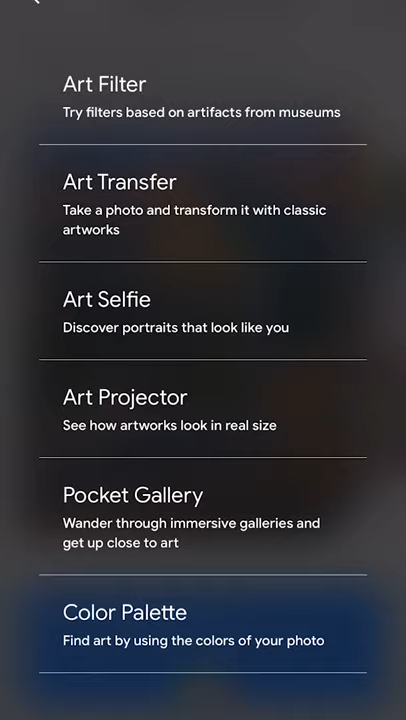 Art Filter
Try filters based on artifacts from museums
Art Transfer
Take a photo and transform it with classic
artworks
Art Selfie
Discover portraits that look like you
Art Projector
See how artworks look in real size
Pocket Gallery
Wander through immersive galleries and
get up close to art
Color Palette
Find art by using the colors of your photo